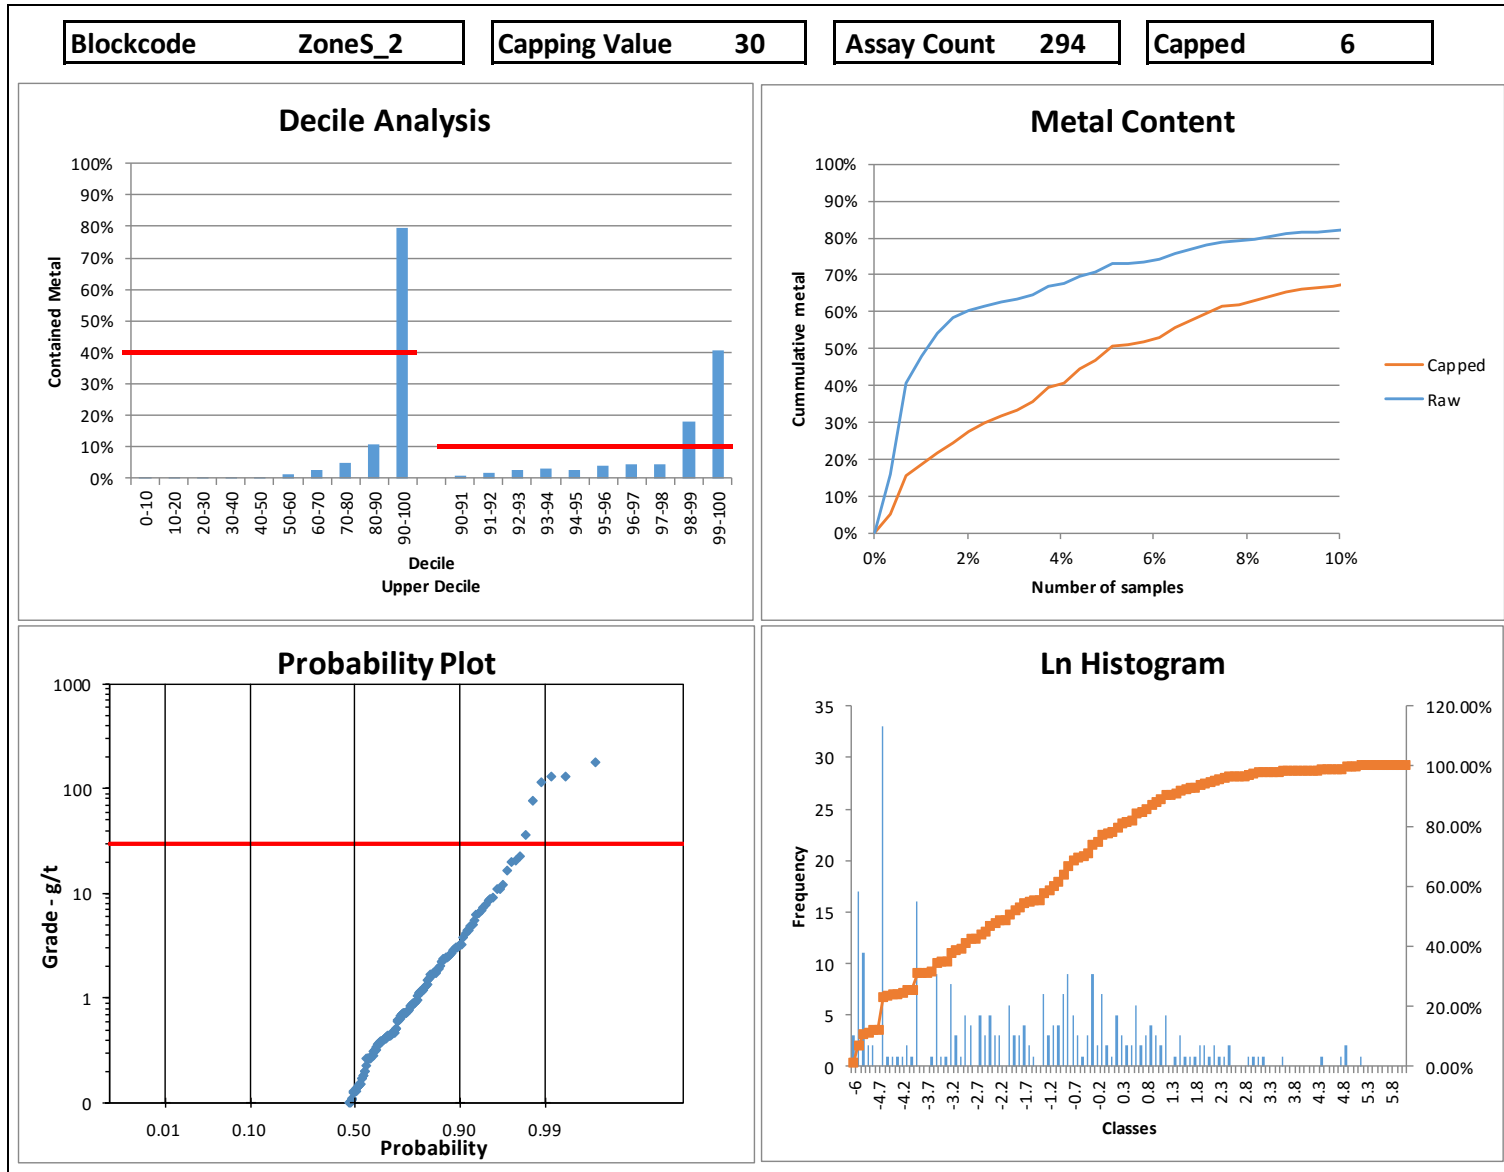 Blockcode ZoneS_2 Capping Value 30 Assay Count 294 Capped 6
Decile Analysis
100%
90%
80%
70%
60%
50%
40%
30%
20%
10%
0%
Contained Metal
0-10 10-20 20-30 30-40 40-50 50-60 60-70 70-80 80-90 90-100 90-91 91-92 92-93 93-94 94-95 95-96 96-97 97-98 98-99 99-100
Decile
Upper Decile
Metal Content
100%
90%
80%
70%
60%
50%
40%
30%
20%
10%
0%
Cummulative metal
0% 2% 4% 6% 8% 10%
Number of samples
Capped
Raw
Probability Plot
1000
100
10
1
0
Grade - g/t
0.01 0.10 0.50 0.90 0.99
Probability
Ln Histogram
35
30
25
20
15
10
5
0
Frequency
120.00%
100.00%
80.00%
60.00%
40.00%
20.00%
0.00%
-6 -4.7 -4.2 -3.7 -3.2 -2.7 -2.2 -1.7 -1.2 -0.7 -0.2 0.3 0.8 1.3 1.8 2.3 2.8 3.3 3.8 4.3 4.8 5.3 5.8
Classes